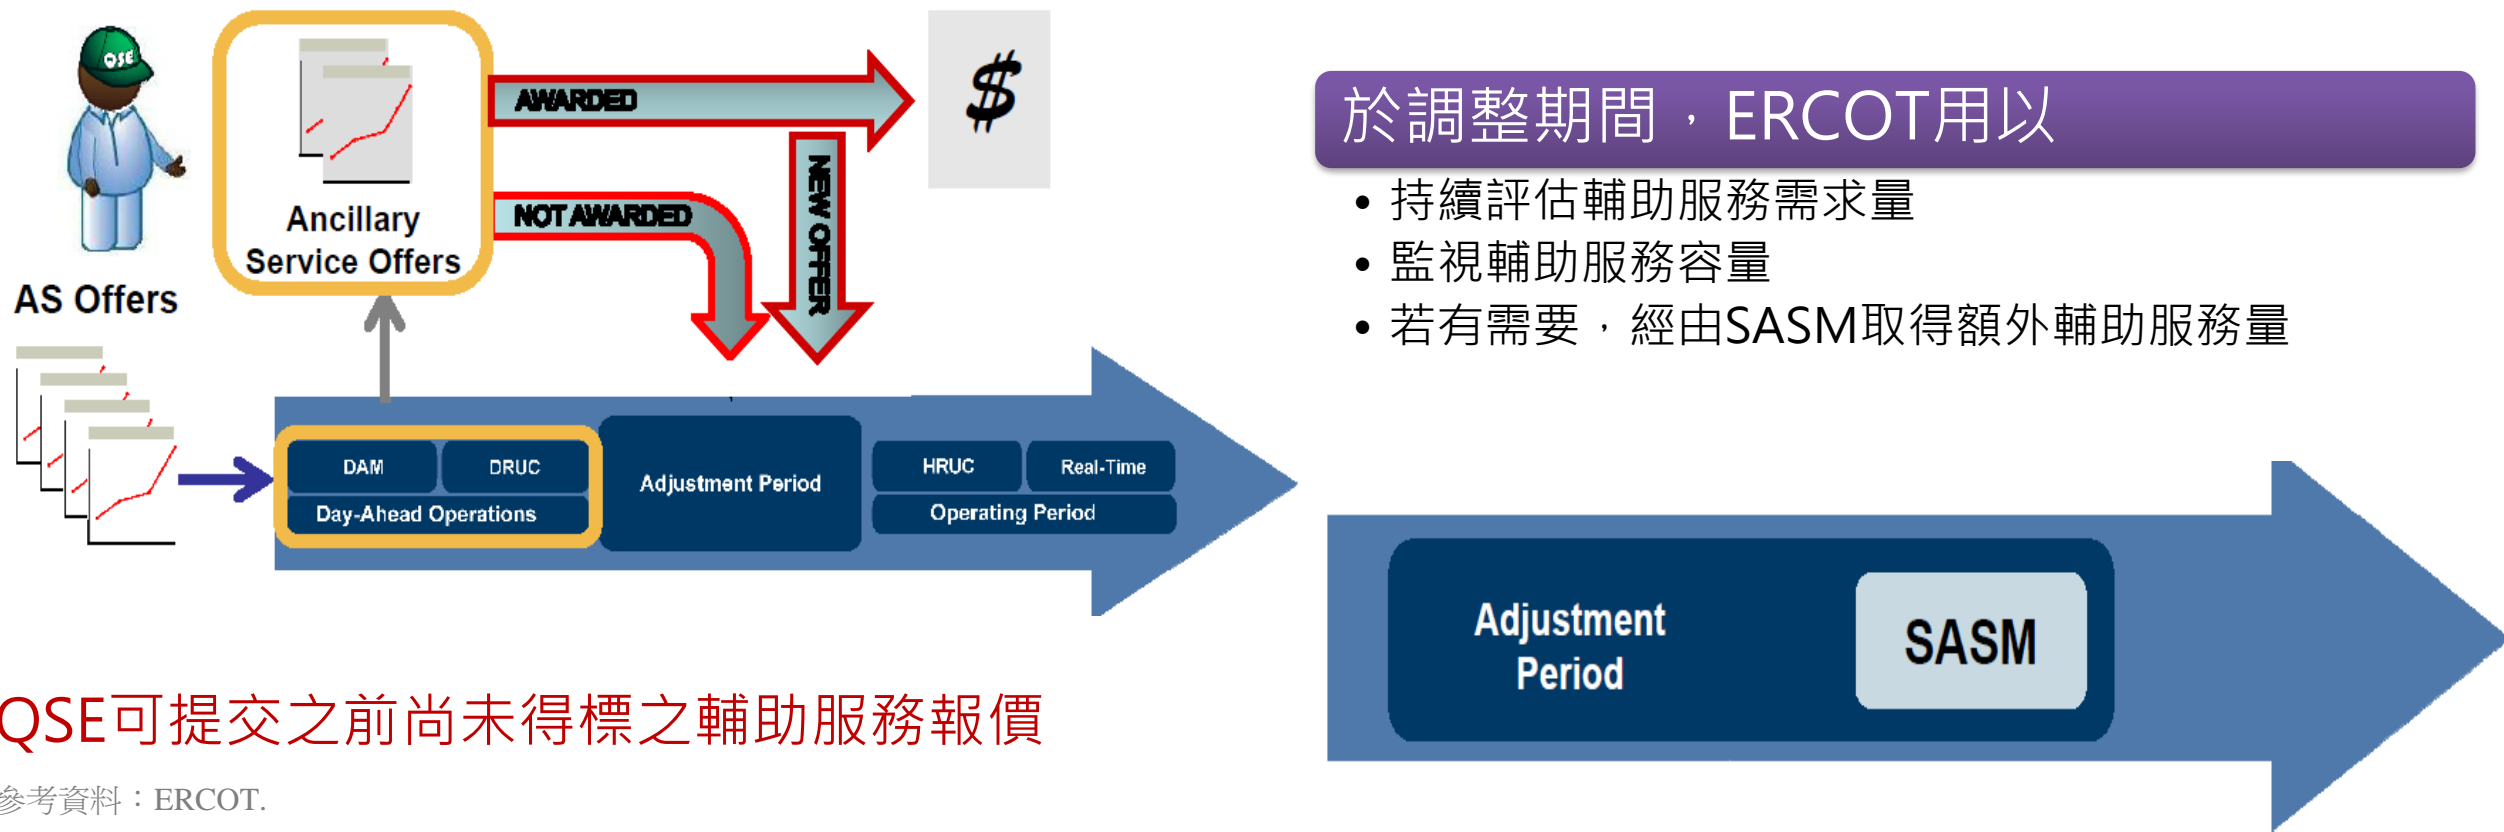 QSE
AS Offers
Ancillary
Service Offers
AWARDED
NOT AWARDED
NEW OFFER
$
DAM
DRUC
Day-Ahead Operations
Adjustment Period
HRUC
Real-Time
Operating Period
QSE可提交之前尚未得標之輔助服務報價
參考資料：ERCOT.
於調整期間，ERCOT用以
• 持續評估輔助服務需求量
• 監視輔助服務容量
• 若有需要，經由SASM取得額外輔助服務量
Adjustment
Period
SASM